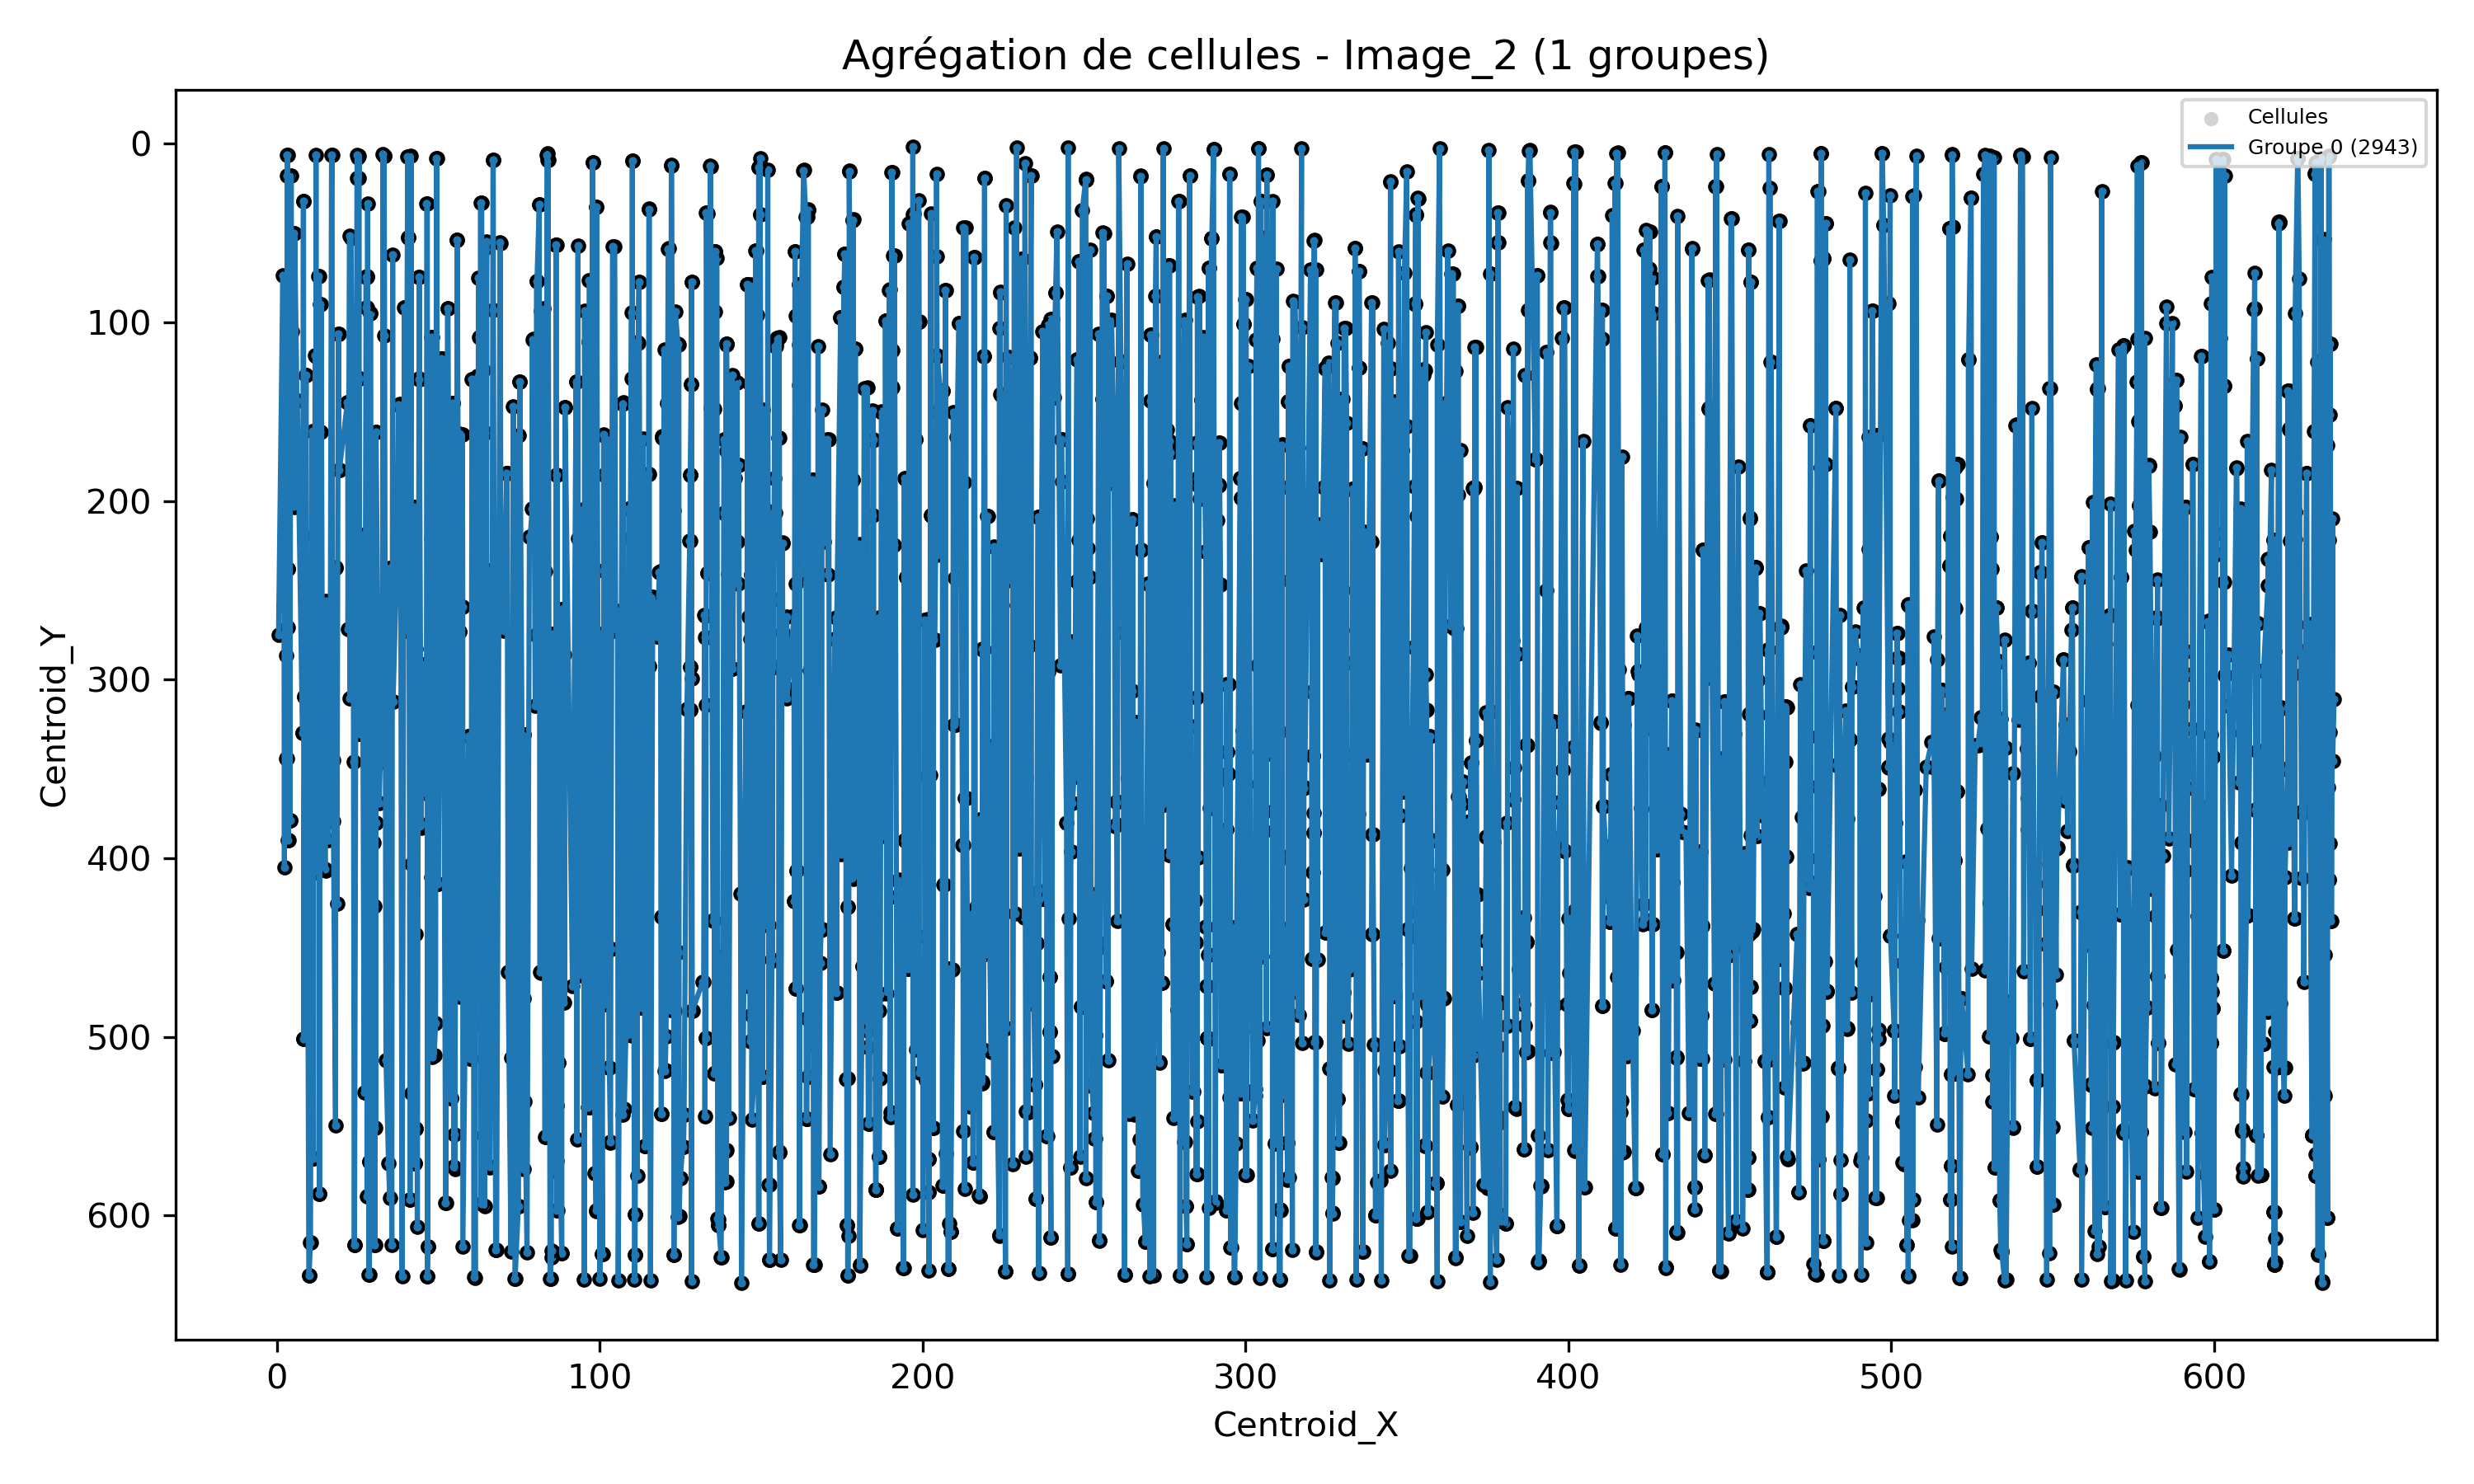 Agrégation de cellules - Image_2 (1 groupes)
Cellules
Groupe 0 (2943)
Centroid_Y
0
100
200
300
400
500
600
0 100 200 300 400 500 600
Centroid_X